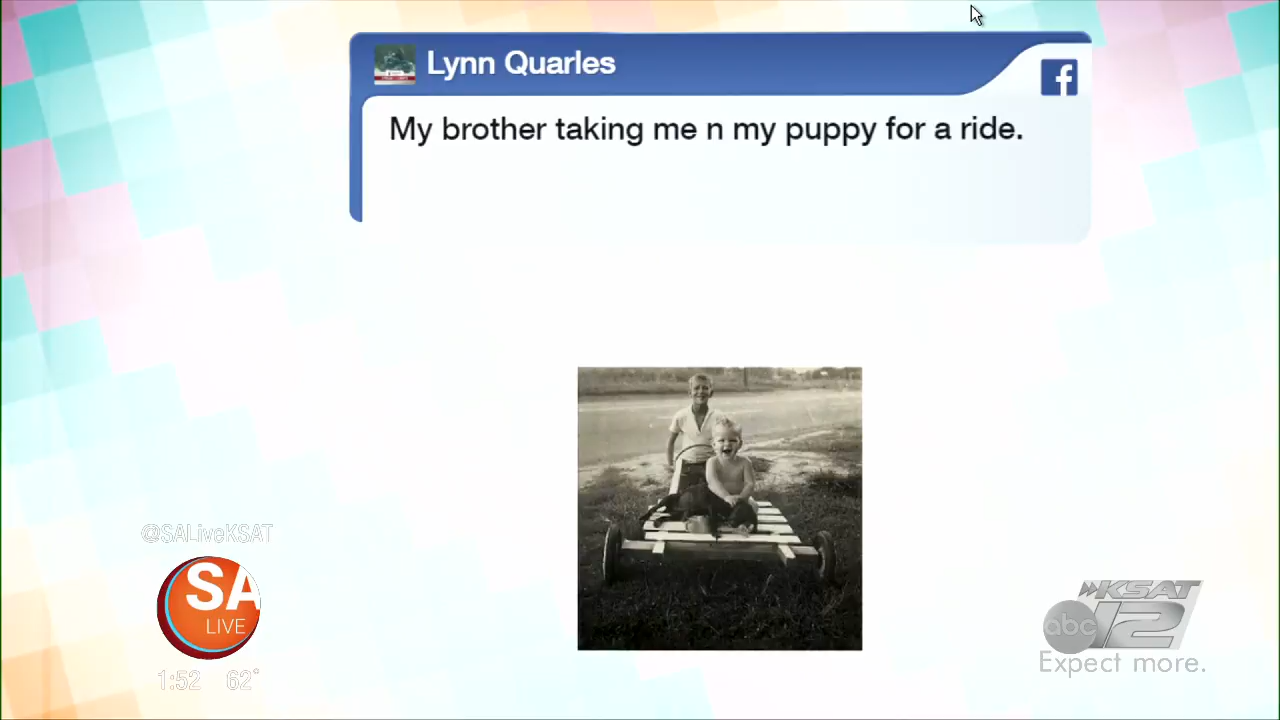 Lynn Quarles
My brother taking me n my puppy for a ride.
@SALiveKSAT
SA
LIVE
1:52 62°
KSAT
abc 12
Expect more.